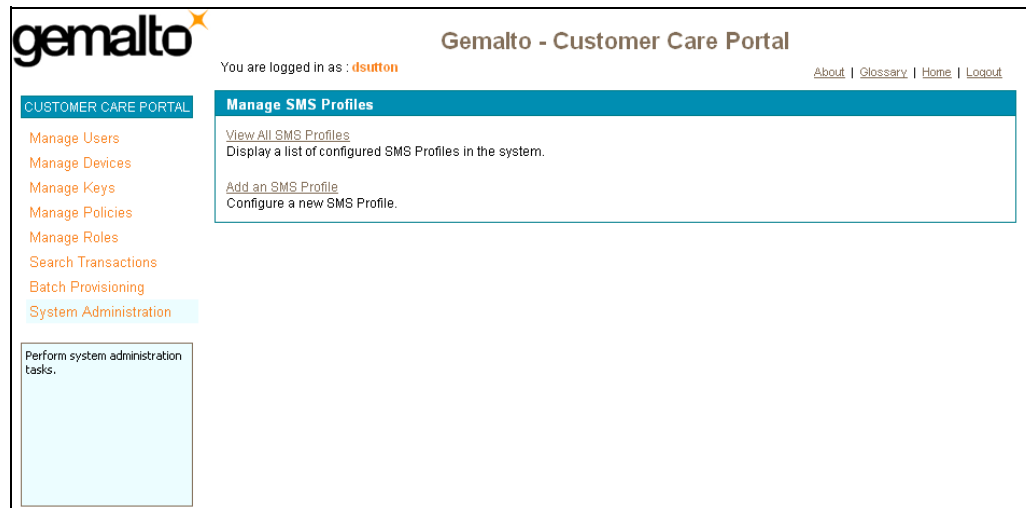 gemalto
Gemalto - Customer Care Portal
You are logged in as : dsutton
About | Glossary | Home | Logout
CUSTOMER CARE PORTAL
Manage Users
Manage Devices
Manage Keys
Manage Policies
Manage Roles
Search Transactions
Batch Provisioning
System Administration
Perform system administration
tasks.
Manage SMS Profiles
View All SMS Profiles
Display a list of configured SMS Profiles in the system.
Add an SMS Profile
Configure a new SMS Profile.